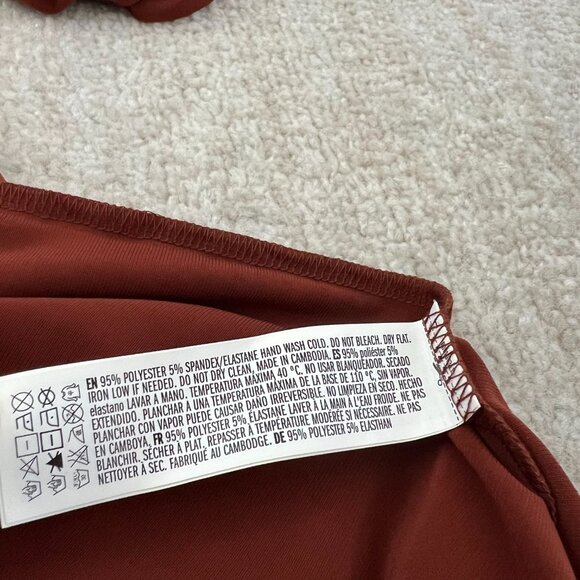 EN 95% POLYESTER 5% SPANDEX/ELASTANE HAND WASH COLD. DO NOT BLEACH. DRY FLAT.
IRON LOW IF NEEDED. DO NOT DRY CLEAN. MADE IN CAMBODIA. ES 95% poliéster 5%
elastano LAVAR A MANO. TEMPERATURA MÁXIMA 40 °C. NO USAR BLANQUEADOR. SECADO
EXTENDIDO. PLANCHAR A UNA TEMPERATURA MÁXIMA DE LA BASE DE 110 °C, SIN VAPOR.
PLANCHAR CON VAPOR PUEDE CAUSAR DAÑO IRREVERSIBLE. NO LIMPIEZA EN SECO. HECHO
EN CAMBOYA. FR 95% POLYESTER 5% ÉLASTANE LAVER À LA MAIN À L'EAU FROIDE. NE PAS
BLANCHIR. SÉCHER À PLAT. REPASSER À TEMPÉRATURE MODÉRÉE SI NÉCESSAIRE. NE PAS
NETTOYER À SEC. FABRIQUÉ AU CAMBODGE. DE 95% POLYESTER 5% ELASTHAN